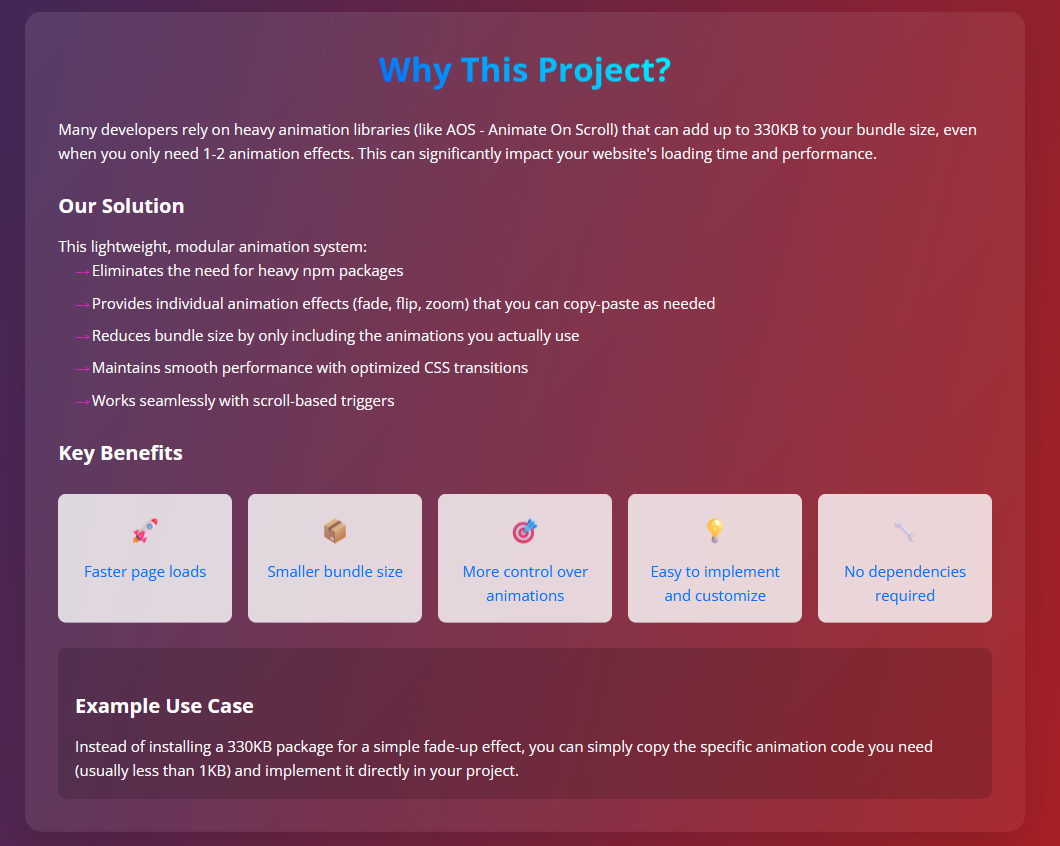 Why This Project?
Many developers rely on heavy animation libraries (like AOS - Animate On Scroll) that can add up to 330KB to your bundle size, even
when you only need 1-2 animation effects. This can significantly impact your website's loading time and performance.
Our Solution
This lightweight, modular animation system:
→Eliminates the need for heavy npm packages
→Provides individual animation effects (fade, flip, zoom) that you can copy-paste as needed
→Reduces bundle size by only including the animations you actually use
→Maintains smooth performance with optimized CSS transitions
→Works seamlessly with scroll-based triggers
Key Benefits
Faster page loads
Smaller bundle size
More control over
animations
Easy to implement
and customize
No dependencies
required
Example Use Case
Instead of installing a 330KB package for a simple fade-up effect, you can simply copy the specific animation code you need
(usually less than 1KB) and implement it directly in your project.